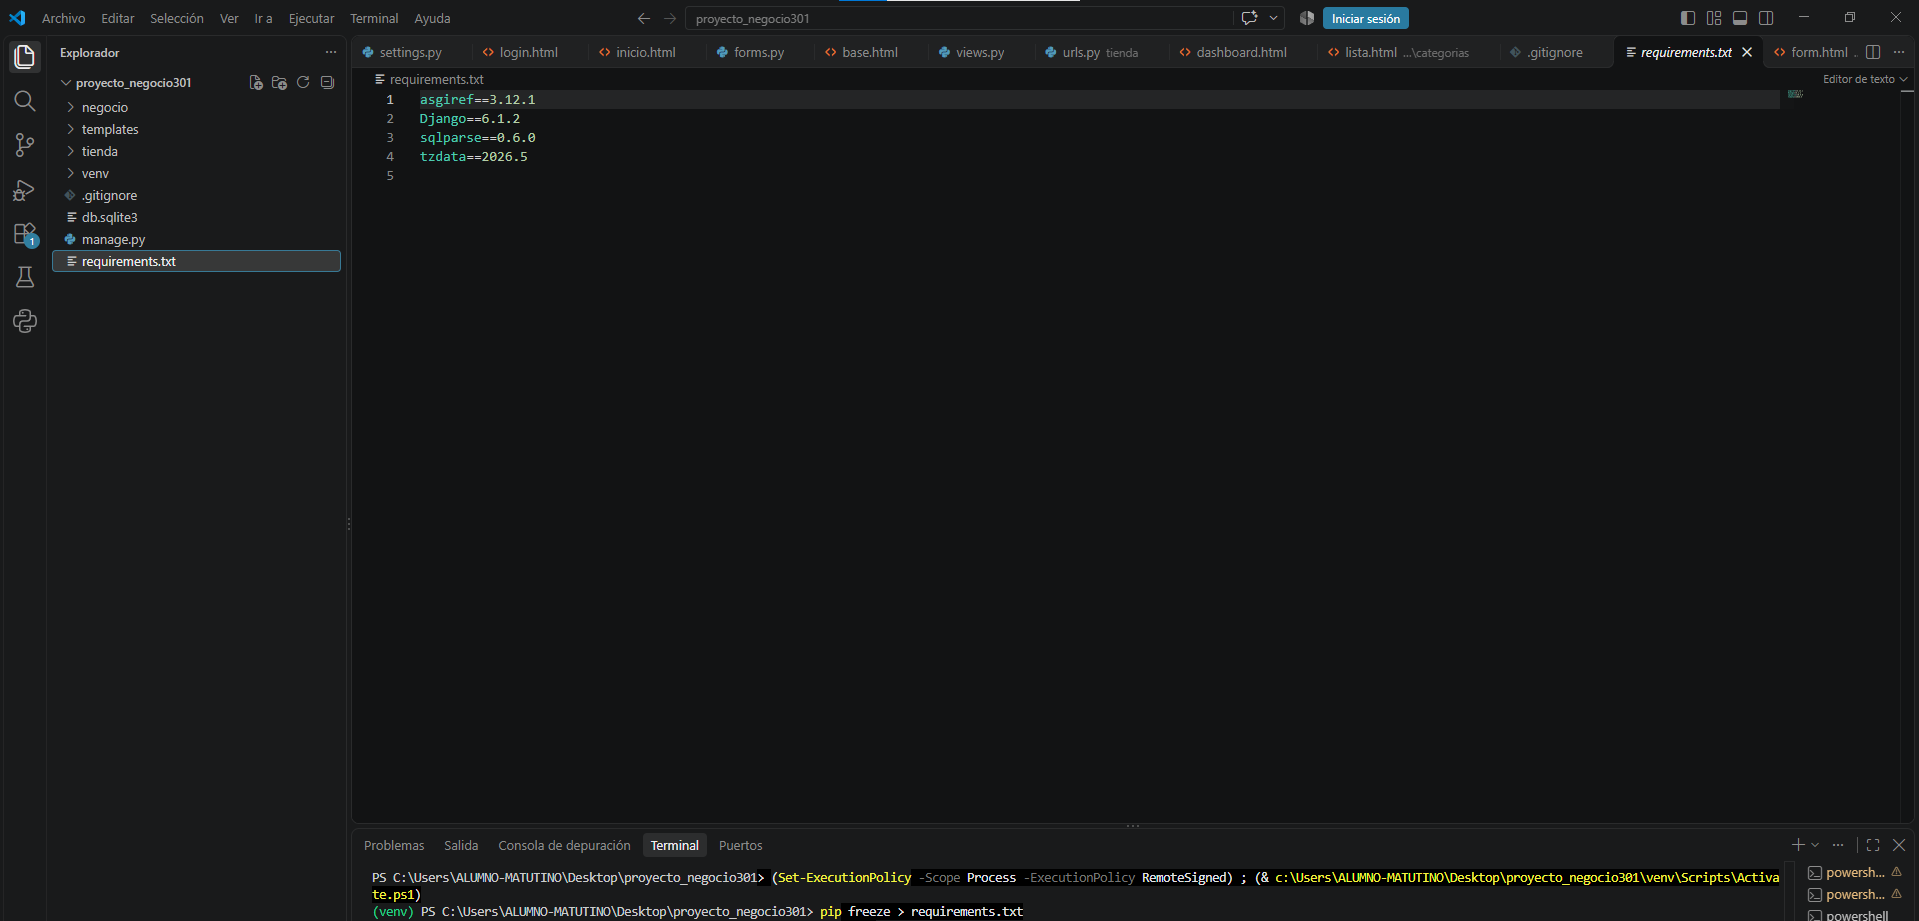 Archivo Editar Selección Ver Ir a Ejecutar Terminal Ayuda
proyecto_negocio301
Iniciar sesión
Explorador
settings.py login.html inicio.html forms.py base.html views.py urls.py tienda dashboard.html lista.html ...\categorias .gitignore requirements.txt form.html
proyecto_negocio301
negocio
templates
tienda
venv
.gitignore
db.sqlite3
manage.py
requirements.txt
1
requirements.txt
Editor de texto
1 asgiref==3.12.1
2 Django==6.1.2
3 sqlparse==0.6.0
4 tzdata==2026.5
5
Problemas Salida Consola de depuración Terminal Puertos
PS C:\Users\ALUMNO-MATUTINO\Desktop\proyecto_negocio301> (Set-ExecutionPolicy -Scope Process -ExecutionPolicy RemoteSigned) ; (& c:\Users\ALUMNO-MATUTINO\Desktop\proyecto_negocio301\venv\Scripts\Activa
te.ps1)
(venv) PS C:\Users\ALUMNO-MATUTINO\Desktop\proyecto_negocio301> pip freeze > requirements.txt
powersh...
powersh...
powershell